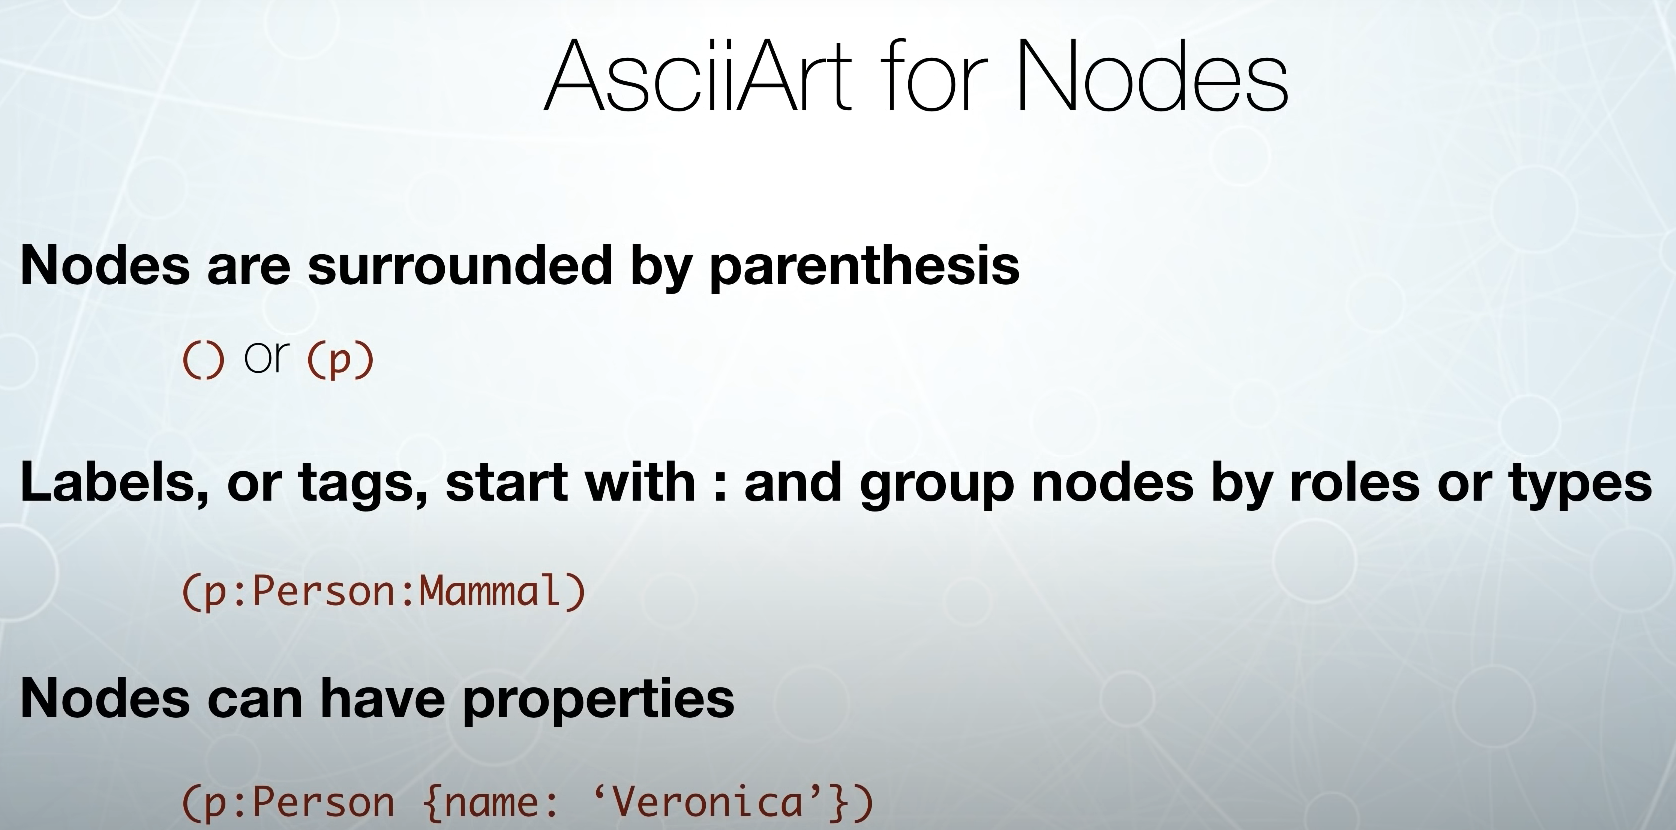 AsciiArt for Nodes
Nodes are surrounded by parenthesis
() or (p)
Labels, or tags, start with : and group nodes by roles or types
(p:Person:Mammal)
Nodes can have properties
(p:Person {name: ‘Veronica’})